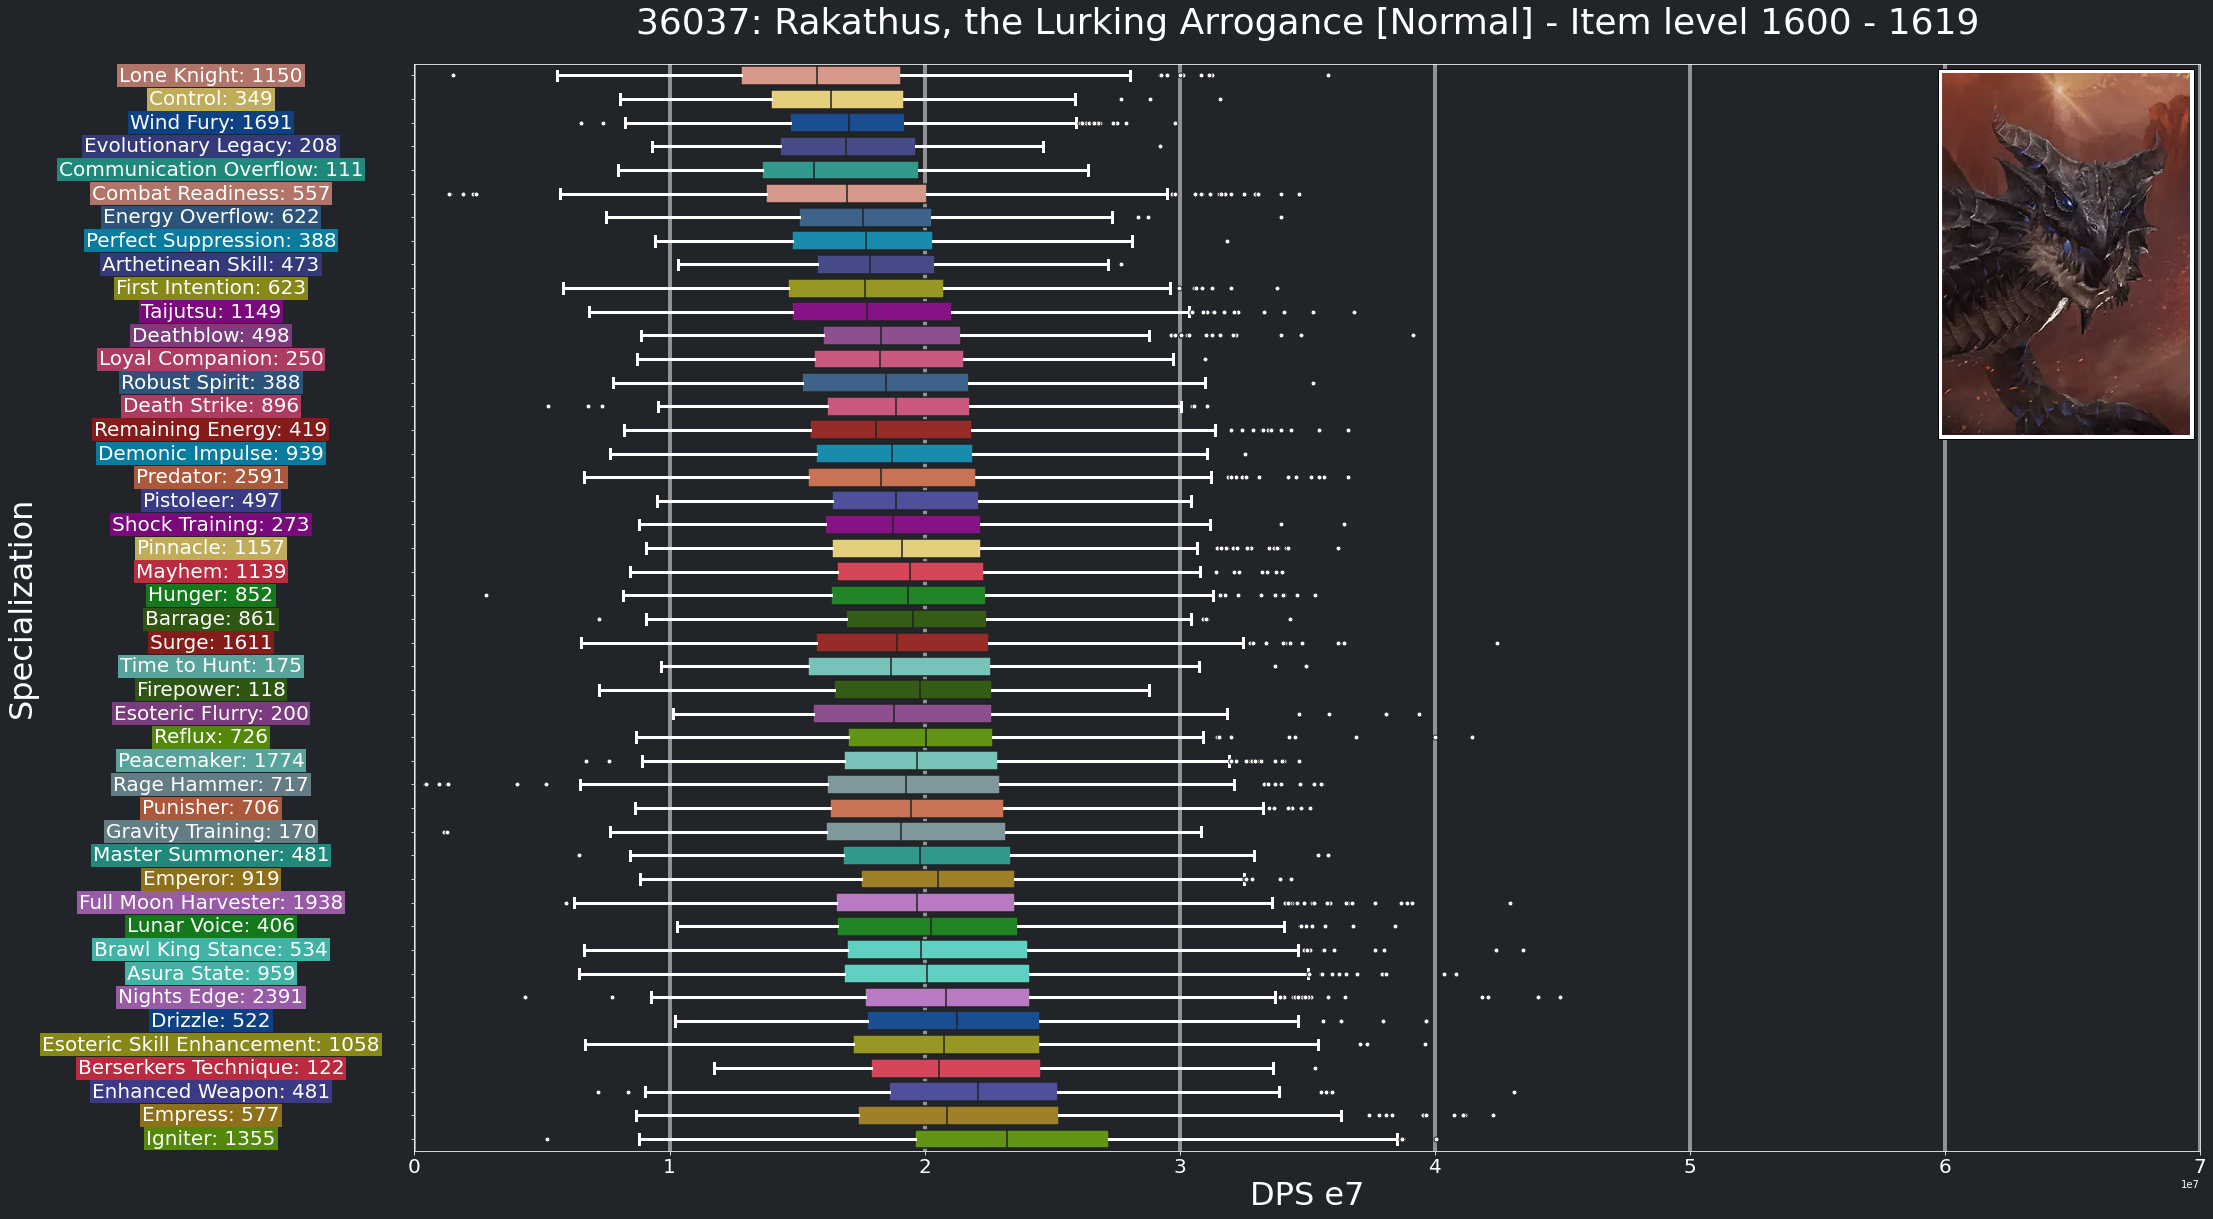 36037: Rakathus, the Lurking Arrogance [Normal] - Item level 1600 - 1619
Specialization
Lone Knight: 1150
Control: 349
Wind Fury: 1691
Evolutionary Legacy: 208
Communication Overflow: 111
Combat Readiness: 557
Energy Overflow: 622
Perfect Suppression: 388
Arthetinean Skill: 473
First Intention: 623
Taijutsu: 1149
Deathblow: 498
Loyal Companion: 250
Robust Spirit: 388
Death Strike: 896
Remaining Energy: 419
Demonic Impulse: 939
Predator: 2591
Pistoleer: 497
Shock Training: 273
Pinnacle: 1157
Mayhem: 1139
Hunger: 852
Barrage: 861
Surge: 1611
Time to Hunt: 175
Firepower: 118
Esoteric Flurry: 200
Reflux: 726
Peacemaker: 1774
Rage Hammer: 717
Punisher: 706
Gravity Training: 170
Master Summoner: 481
Emperor: 919
Full Moon Harvester: 1938
Lunar Voice: 406
Brawl King Stance: 534
Asura State: 959
Nights Edge: 2391
Drizzle: 522
Esoteric Skill Enhancement: 1058
Berserkers Technique: 122
Enhanced Weapon: 481
Empress: 577
Igniter: 1355
0 1 2 3 4 5 6 7
1e7
DPS e7